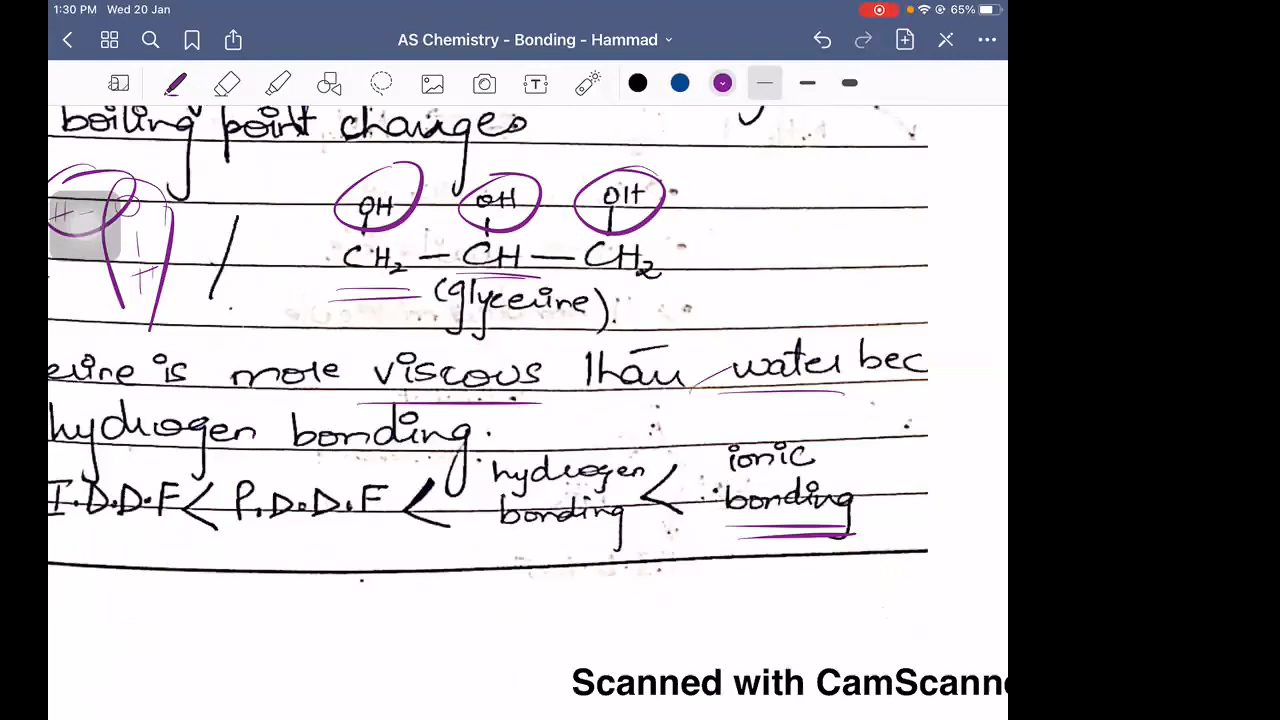 1:30 PM Wed 20 Jan
65%
AS Chemistry - Bonding - Hammad
boiling point changes
+ -
-
+
OH OH OH
CH2 — CH — CH2
(glycerine).
erine is more viscous than water bec
hydrogen bonding.
I.D.D.F < P.D.D.F < hydrogen bonding < ionic bonding
Scanned with CamScanne